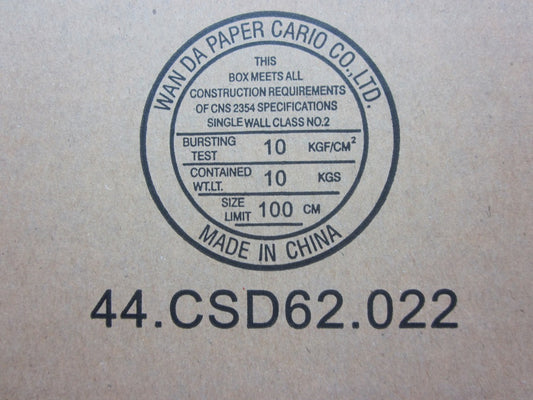 WAN DA PAPER CARIO CO.,LTD.
THIS
BOX MEETS ALL
CONSTRUCTION REQUIREMENTS
OF CNS 2354 SPECIFICATIONS
SINGLE WALL CLASS NO.2
BURSTING TEST 10 KGF/CM²
CONTAINED WT.LT. 10 KGS
SIZE LIMIT 100 CM
MADE IN CHINA
44.CSD62.022